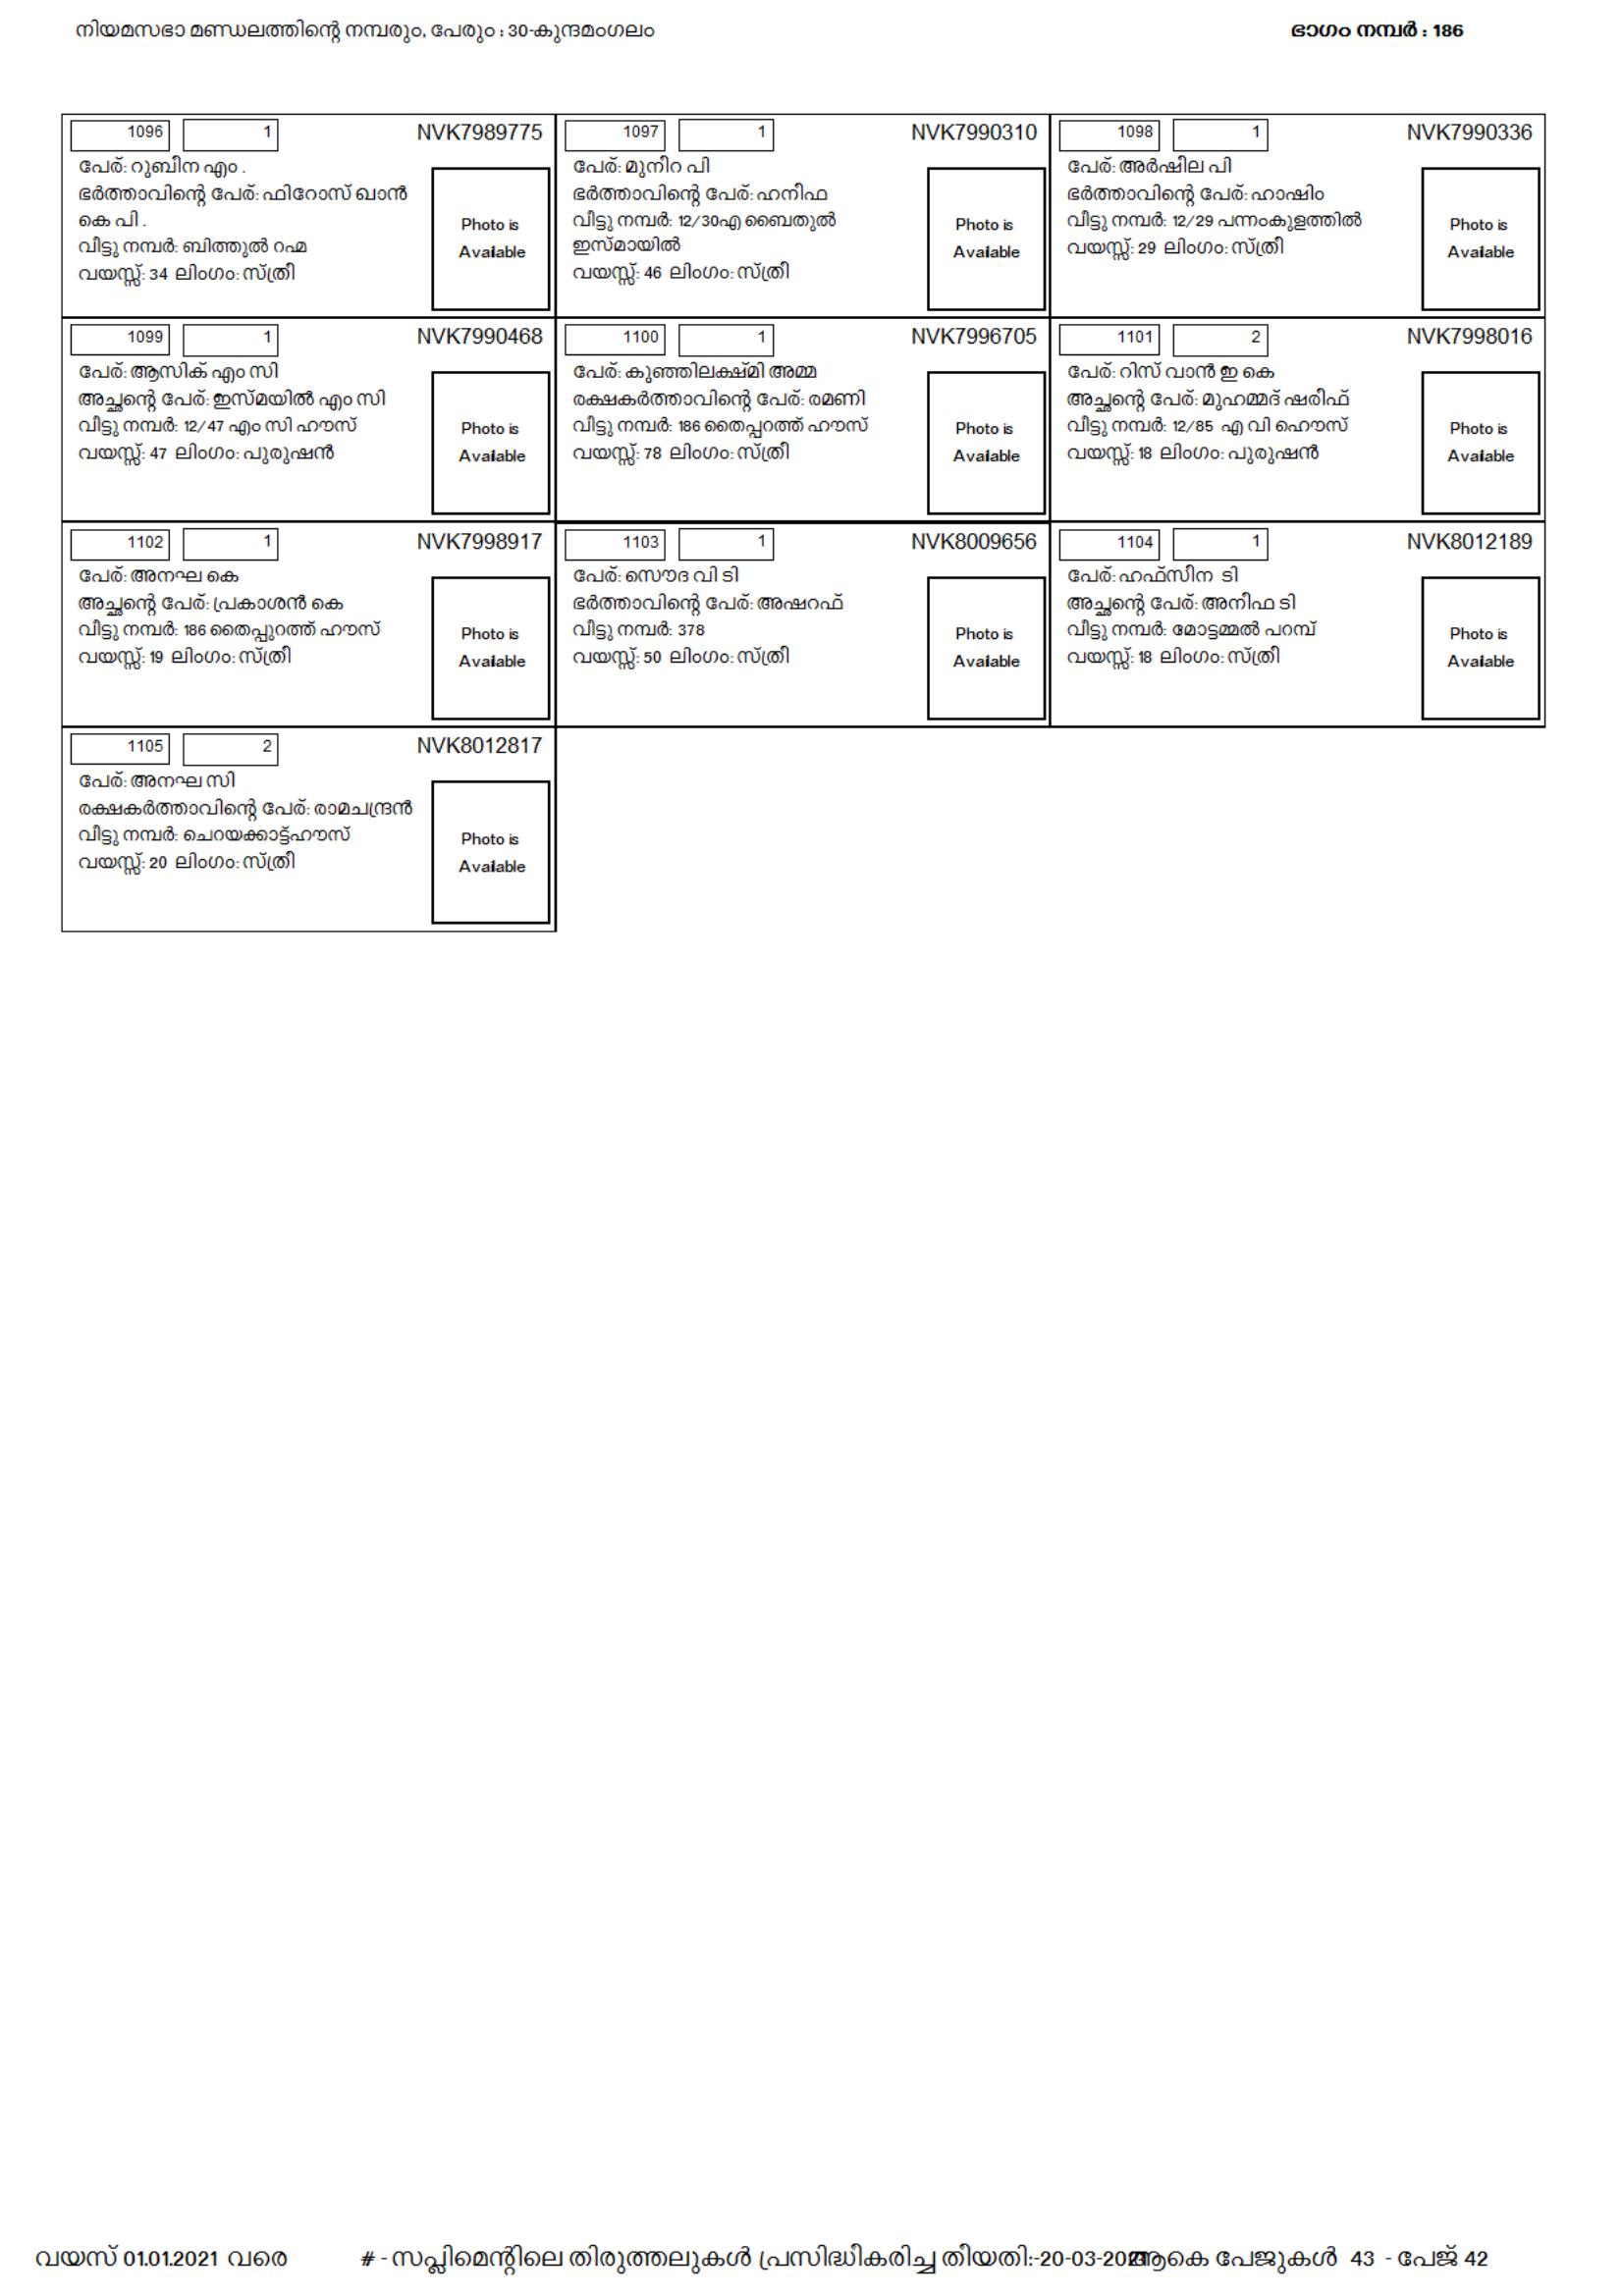 നിയമസഭാ മണ്ഡലത്തിന്റെ നമ്പരും, പേരും : 30-കുന്ദമംഗലം
ഭാഗം നമ്പർ : 186
1096 1 NVK7989775
പേര്: റുബീന എം .
ഭർത്താവിന്റെ പേര്: ഫിറോസ് ഖാൻ
കെ പി .
വീട്ടു നമ്പർ: ബിത്തുൽ റഹ്മ
വയസ്സ്: 34 ലിംഗം: സ്ത്രീ
Photo is
Available
1097 1 NVK7990310
പേര്: മുനീറ പി
ഭർത്താവിന്റെ പേര്: ഹനീഫ
വീട്ടു നമ്പർ: 12/30എ ബൈതുൽ
ഇസ്മായിൽ
വയസ്സ്: 46 ലിംഗം: സ്ത്രീ
Photo is
Available
1098 1 NVK7990336
പേര്: അർഷീല പി
ഭർത്താവിന്റെ പേര്: ഹാഷിം
വീട്ടു നമ്പർ: 12/29 പന്നംകുളത്തിൽ
വയസ്സ്: 29 ലിംഗം: സ്ത്രീ
Photo is
Available
1099 1 NVK7990468
പേര്: ആസിക് എം സി
അച്ഛന്റെ പേര്: ഇസ്മയിൽ എം സി
വീട്ടു നമ്പർ: 12/47 എം സി ഹൗസ്
വയസ്സ്: 47 ലിംഗം: പുരുഷൻ
Photo is
Available
1100 1 NVK7996705
പേര്: കുഞ്ഞിലക്ഷ്മി അമ്മ
രക്ഷകർത്താവിന്റെ പേര്: രമണി
വീട്ടു നമ്പർ: 186 തൈപ്പറത്ത് ഹൗസ്
വയസ്സ്: 78 ലിംഗം: സ്ത്രീ
Photo is
Available
1101 2 NVK7998016
പേര്: റിസ് വാൻ ഇ കെ
അച്ഛന്റെ പേര്: മുഹമ്മദ് ഷരീഫ്
വീട്ടു നമ്പർ: 12/85 എ വി ഹൌസ്
വയസ്സ്: 18 ലിംഗം: പുരുഷൻ
Photo is
Available
1102 1 NVK7998917
പേര്: അനഘ കെ
അച്ഛന്റെ പേര്: പ്രകാശൻ കെ
വീട്ടു നമ്പർ: 186 തൈപ്പുറത്ത് ഹൗസ്
വയസ്സ്: 19 ലിംഗം: സ്ത്രീ
Photo is
Available
1103 1 NVK8009656
പേര്: സൌദ വി ടി
ഭർത്താവിന്റെ പേര്: അഷറഫ്
വീട്ടു നമ്പർ: 378
വയസ്സ്: 50 ലിംഗം: സ്ത്രീ
Photo is
Available
1104 1 NVK8012189
പേര്: ഹഫ്സീന ടി
അച്ഛന്റെ പേര്: അനീഫ ടി
വീട്ടു നമ്പർ: മോട്ടമ്മൽ പറമ്പ്
വയസ്സ്: 18 ലിംഗം: സ്ത്രീ
Photo is
Available
1105 2 NVK8012817
പേര്: അനഘ സി
രക്ഷകർത്താവിന്റെ പേര്: രാമചന്ദ്രൻ
വീട്ടു നമ്പർ: ചെറയക്കാട്ട്ഹൗസ്
വയസ്സ്: 20 ലിംഗം: സ്ത്രീ
Photo is
Available
വയസ് 01.01.2021 വരെ # - സപ്ലിമെന്റിലെ തിരുത്തലുകൾ പ്രസിദ്ധീകരിച്ച തീയതി:-20-03-2021 ആകെ പേജുകൾ 43 - പേജ് 42